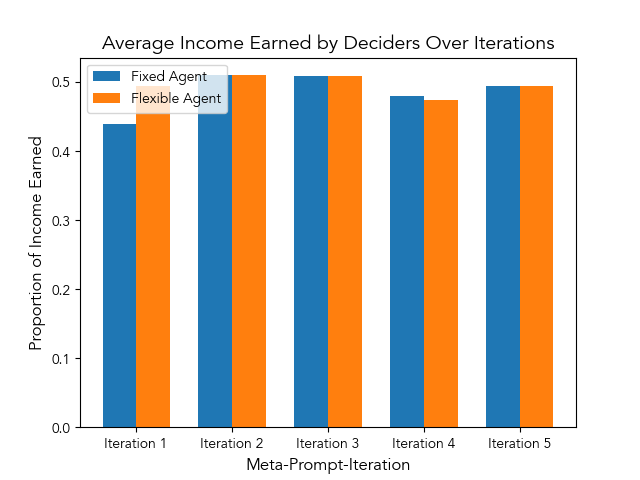 Average Income Earned by Deciders Over Iterations
Fixed Agent
Flexible Agent
Proportion of Income Earned
0.5
0.4
0.3
0.2
0.1
0.0
Iteration 1
Iteration 2
Iteration 3
Iteration 4
Iteration 5
Meta-Prompt-Iteration